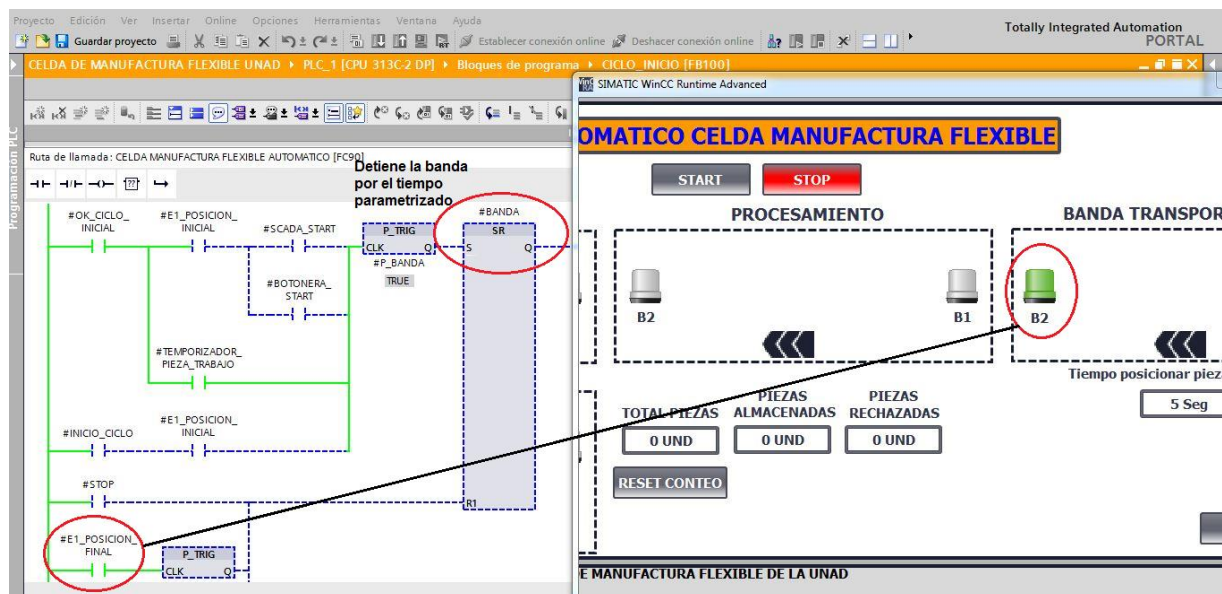 Proyecto Edición Ver Insertar Online Opciones Herramientas Ventana Ayuda
Totally Integrated Automation
PORTAL
Guardar proyecto
Establecer conexión online
Deshacer conexión online
CELDA DE MANUFACTURA FLEXIBLE UNAD PLC_1 [CPU 313C-2 DP] Bloques de programa CICLO_INICIO [FB100]
SIMATIC WinCC Runtime Advanced
Programación PLC
Ruta de llamada: CELDA MANUFACTURA FLEXIBLE AUTOMATICO [FC90]
Detiene la banda
por el tiempo
parametrizado
??
#OK_CICLO_
INICIAL
#E1_POSICION_
INICIAL
#SCADA_START
P_TRIG
CLK Q
#P_BANDA
TRUE
#BANDA
SR
S Q
#BOTONERA_
START
#TEMPORIZADOR_
PIEZA_TRABAJO
#INICIO_CICLO
#E1_POSICION_
INICIAL
#STOP
R1
#E1_POSICION_
FINAL
P_TRIG
CLK Q
OMATICO CELDA MANUFACTURA FLEXIBLE
START
STOP
PROCESAMIENTO
BANDA TRANSPOR
B2
B1
B2
Tiempo posicionar piez
5 Seg
TOTAL PIEZAS
PIEZAS
ALMACENADAS
PIEZAS
RECHAZADAS
0 UND
0 UND
0 UND
RESET CONTEO
E MANUFACTURA FLEXIBLE DE LA UNAD